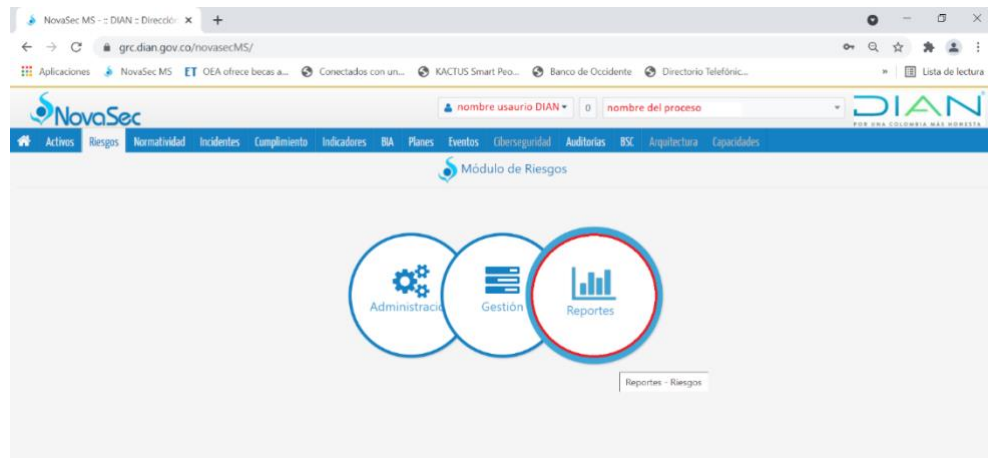 NovaSec MS - :: DIAN :: Dirección
grc.dian.gov.co/novasecMS/
Aplicaciones NovaSec MS ET OEA ofrece becas a... Conectados con un... KACTUS Smart Peo... Banco de Occidente Directorio Telefónic... » Lista de lectura
NovaSec nombre usaurio DIAN 0 nombre del proceso DIAN
POR UNA COLOMBIA MÁS HONESTA
Activos Riesgos Normatividad Incidentes Cumplimiento Indicadores BIA Planes Eventos Ciberseguridad Auditorias BSC Arquitectura Capacidades
Módulo de Riesgos
Administració Gestión Reportes
Reportes - Riesgos